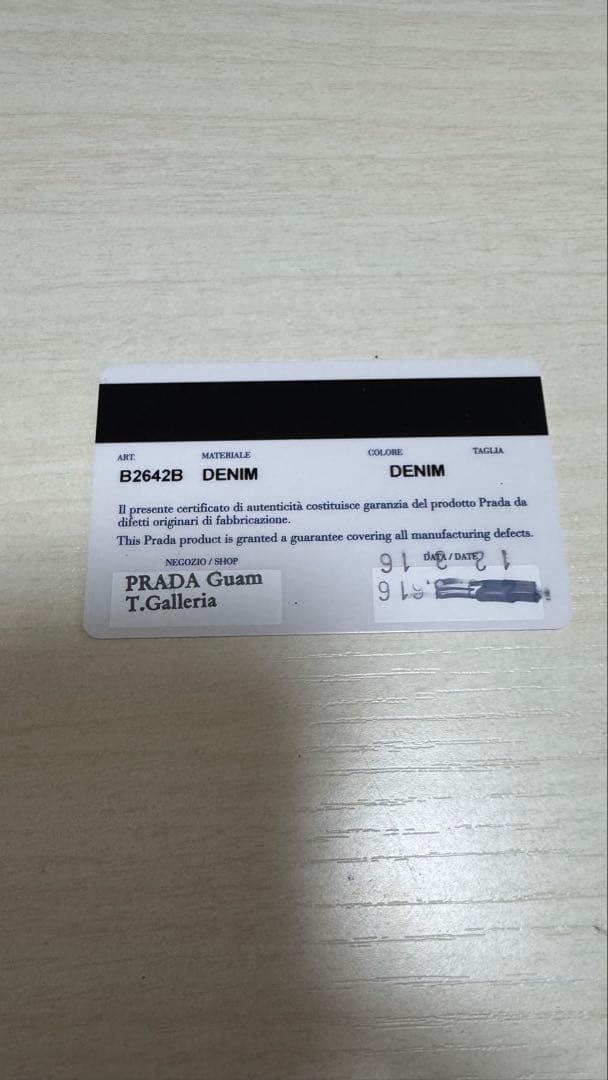 ART. MATERIALE COLORE TAGLIA
B2642B DENIM DENIM
Il presente certificato di autenticità costituisce garanzia del prodotto Prada da
difetti originari di fabbricazione.
This Prada product is granted a guarantee covering all manufacturing defects.
NEGOZIO / SHOP DATA / DATE
PRADA Guam
T.Galleria